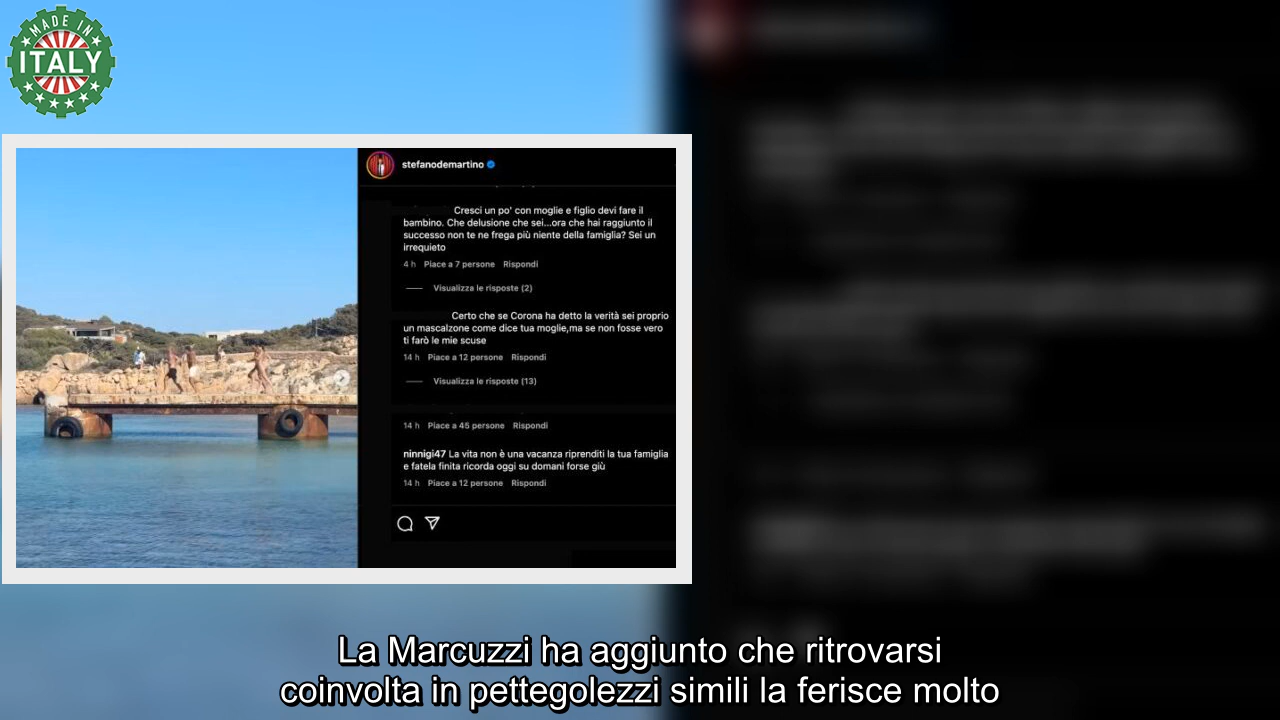 MADE IN
ITALY
stefanodemartino
Cresci un po' con moglie e figlio devi fare il
bambino. Che delusione che sei...ora che hai raggiunto il
successo non te ne frega più niente della famiglia? Sei un
irrequieto
4 h Piace a 7 persone Rispondi
Visualizza le risposte (2)
Certo che se Corona ha detto la verità sei proprio
un mascalzone come dice tua moglie,ma se non fosse vero
ti farò le mie scuse
14 h Piace a 12 persone Rispondi
Visualizza le risposte (13)
14 h Piace a 45 persone Rispondi
ninnigi47 La vita non è una vacanza riprenditi la tua famiglia
e fatela finita ricorda oggi su domani forse giù
14 h Piace a 12 persone Rispondi
La Marcuzzi ha aggiunto che ritrovarsi
coinvolta in pettegolezzi simili la ferisce molto